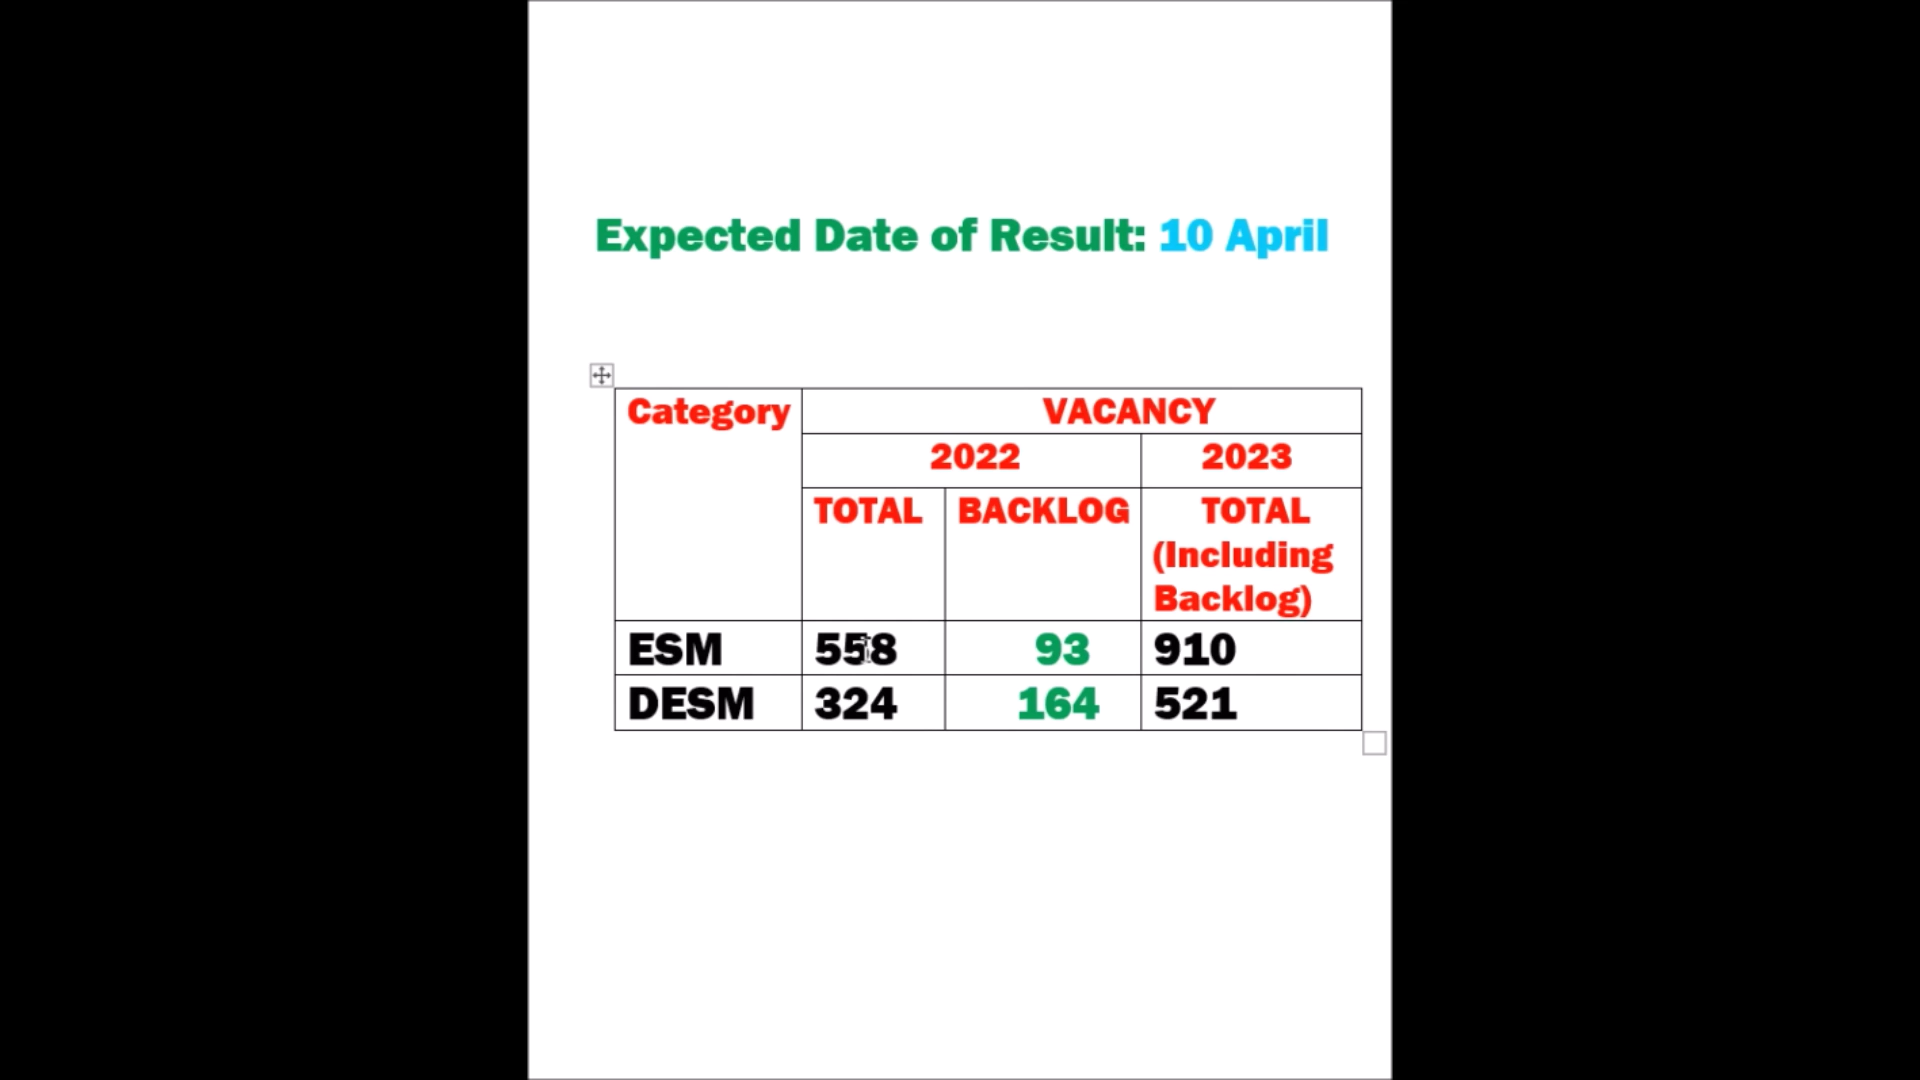 Expected Date of Result: 10 April
Category VACANCY
2022 2023
TOTAL BACKLOG TOTAL
(Including
Backlog)
ESM 558 93 910
DESM 324 164 521